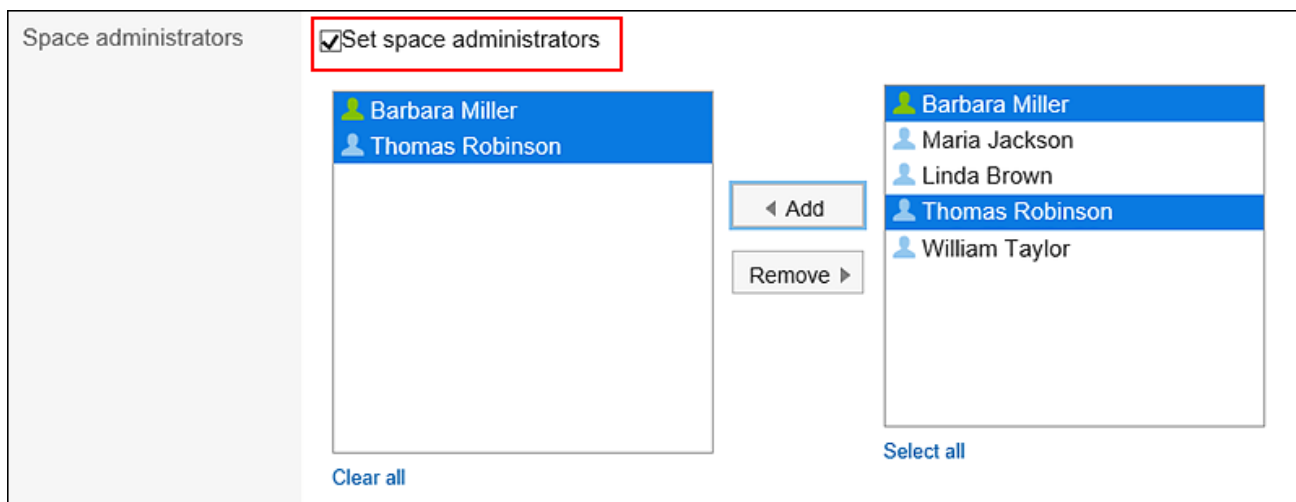 Space administrators
Set space administrators
Barbara Miller
Thomas Robinson
Clear all
Add
Remove
Barbara Miller
Maria Jackson
Linda Brown
Thomas Robinson
William Taylor
Select all